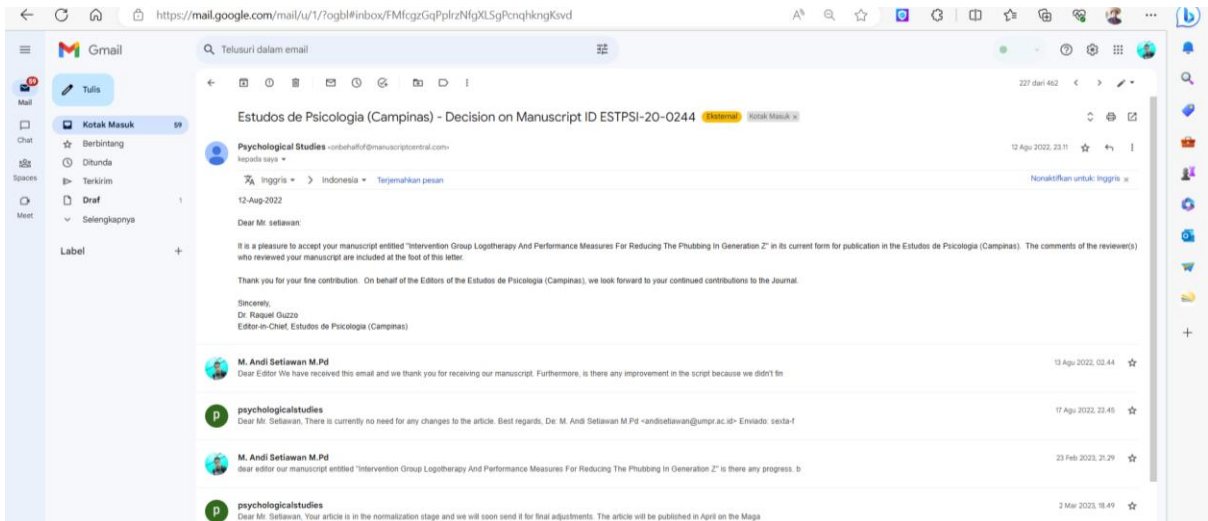 https://mail.google.com/mail/u/1/?ogbl#inbox/FMfcgzGqPplrzNfgXLSgPcnqhkngKsvd
Gmail
Telusuri dalam email
59
Mail
Chat
Spaces
Meet
Tulis
Kotak Masuk 59
Berbintang
Ditunda
Terkirim
Draf 1
Selengkapnya
Label
227 dari 462
Estudos de Psicologia (Campinas) - Decision on Manuscript ID ESTPSI-20-0244 Eksternal Kotak Masuk x
Psychological Studies <onbehalfof@manuscriptcentral.com> 12 Agu 2022, 23.11
kepada saya
Inggris > Indonesia Terjemahkan pesan Nonaktifkan untuk: Inggris x
12-Aug-2022
Dear Mr. setiawan:
It is a pleasure to accept your manuscript entitled "Intervention Group Logotherapy And Performance Measures For Reducing The Phubbing In Generation Z" in its current form for publication in the Estudos de Psicologia (Campinas). The comments of the reviewer(s)
who reviewed your manuscript are included at the foot of this letter.
Thank you for your fine contribution. On behalf of the Editors of the Estudos de Psicologia (Campinas), we look forward to your continued contributions to the Journal.
Sincerely,
Dr. Raquel Guzzo
Editor-in-Chief, Estudos de Psicologia (Campinas)
M. Andi Setiawan M.Pd 13 Agu 2022, 02.44
Dear Editor We have received this email and we thank you for receiving our manuscript. Furthermore, is there any improvement in the script because we didn't fin
p
psychologicalstudies 17 Agu 2022, 22.45
Dear Mr. Setiawan, There is currently no need for any changes to the article. Best regards, De: M. Andi Setiawan M.Pd <andisetiawan@umpr.ac.id> Enviado: sexta-f
M. Andi Setiawan M.Pd 23 Feb 2023, 21.29
dear editor our manuscript entitled "Intervention Group Logotherapy And Performance Measures For Reducing The Phubbing In Generation Z" is there any progress. b
p
psychologicalstudies 2 Mar 2023, 18.49
Dear Mr. Setiawan, Your article is in the normalization stage and we will soon send it for final adjustments. The article will be published in April on the Maga